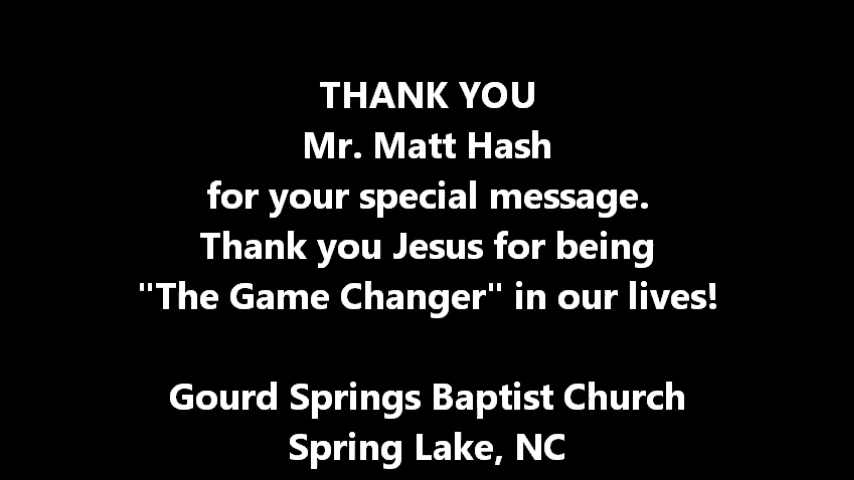 THANK YOU
Mr. Matt Hash
for your special message.
Thank you Jesus for being
"The Game Changer" in our lives!
Gourd Springs Baptist Church
Spring Lake, NC